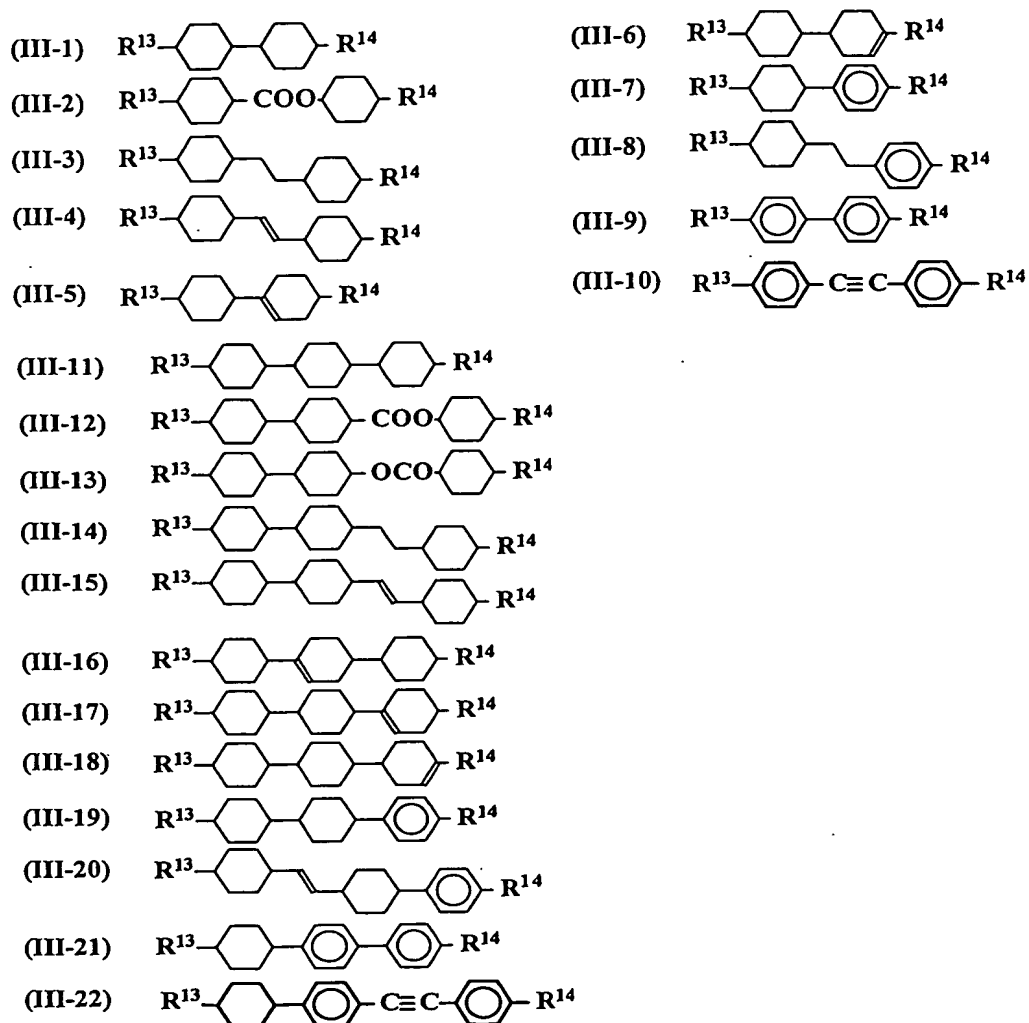 (III-1) R¹³ R¹⁴
(III-2) R¹³ COO R¹⁴
(III-3) R¹³ R¹⁴
(III-4) R¹³ R¹⁴
(III-5) R¹³ R¹⁴
(III-6) R¹³ R¹⁴
(III-7) R¹³ R¹⁴
(III-8) R¹³ R¹⁴
(III-9) R¹³ R¹⁴
(III-10) R¹³ C≡C R¹⁴
(III-11) R¹³ R¹⁴
(III-12) R¹³ COO R¹⁴
(III-13) R¹³ OCO R¹⁴
(III-14) R¹³ R¹⁴
(III-15) R¹³ R¹⁴
(III-16) R¹³ R¹⁴
(III-17) R¹³ R¹⁴
(III-18) R¹³ R¹⁴
(III-19) R¹³ R¹⁴
(III-20) R¹³ R¹⁴
(III-21) R¹³ R¹⁴
(III-22) R¹³ C≡C R¹⁴